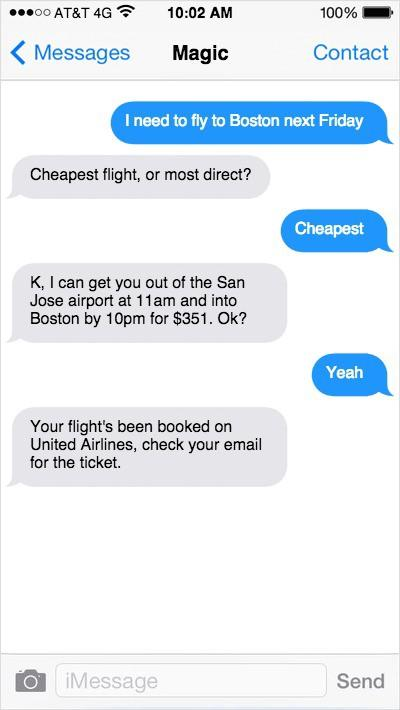 AT&T 4G 10:02 AM 100%
Messages Magic Contact
I need to fly to Boston next Friday
Cheapest flight, or most direct?
Cheapest
K, I can get you out of the San
Jose airport at 11am and into
Boston by 10pm for $351. Ok?
Yeah
Your flight's been booked on
United Airlines, check your email
for the ticket.
iMessage Send